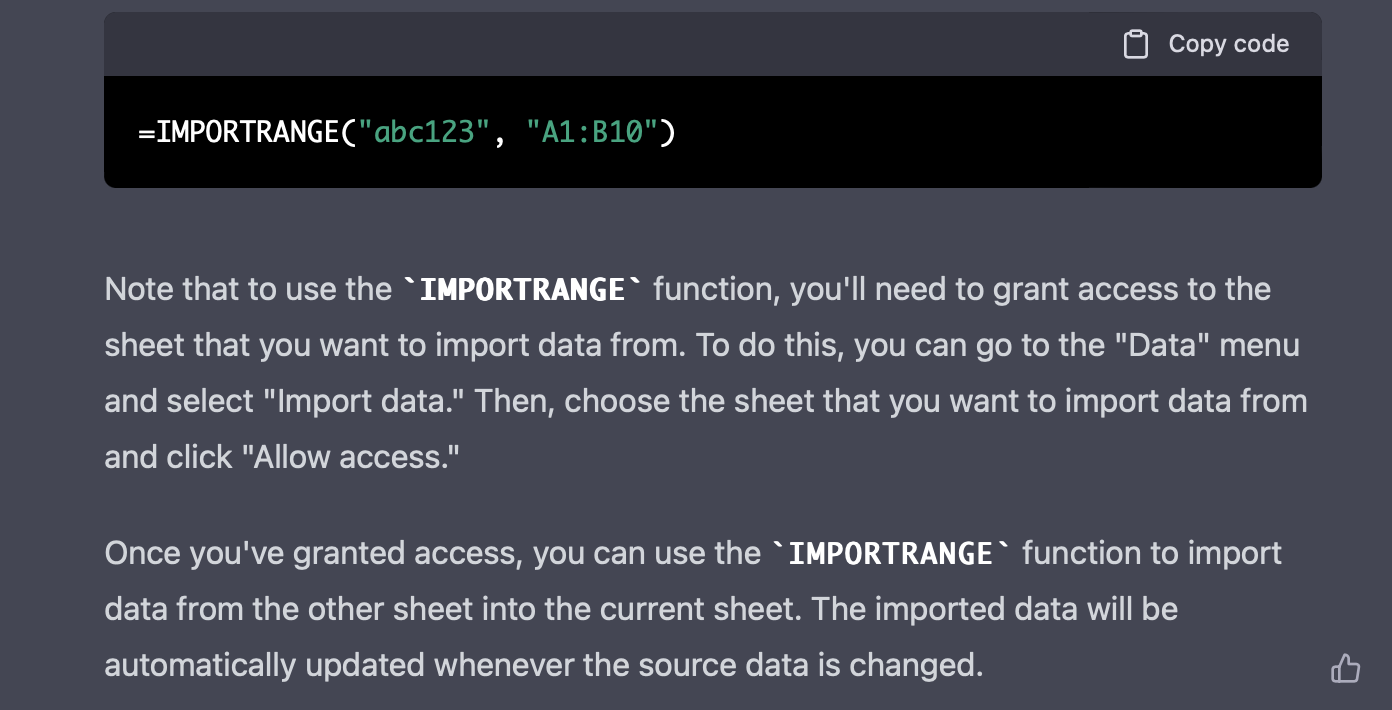 Copy code
=IMPORTRANGE("abc123", "A1:B10")
Note that to use the `IMPORTRANGE` function, you'll need to grant access to the
sheet that you want to import data from. To do this, you can go to the "Data" menu
and select "Import data." Then, choose the sheet that you want to import data from
and click "Allow access."
Once you've granted access, you can use the `IMPORTRANGE` function to import
data from the other sheet into the current sheet. The imported data will be
automatically updated whenever the source data is changed.